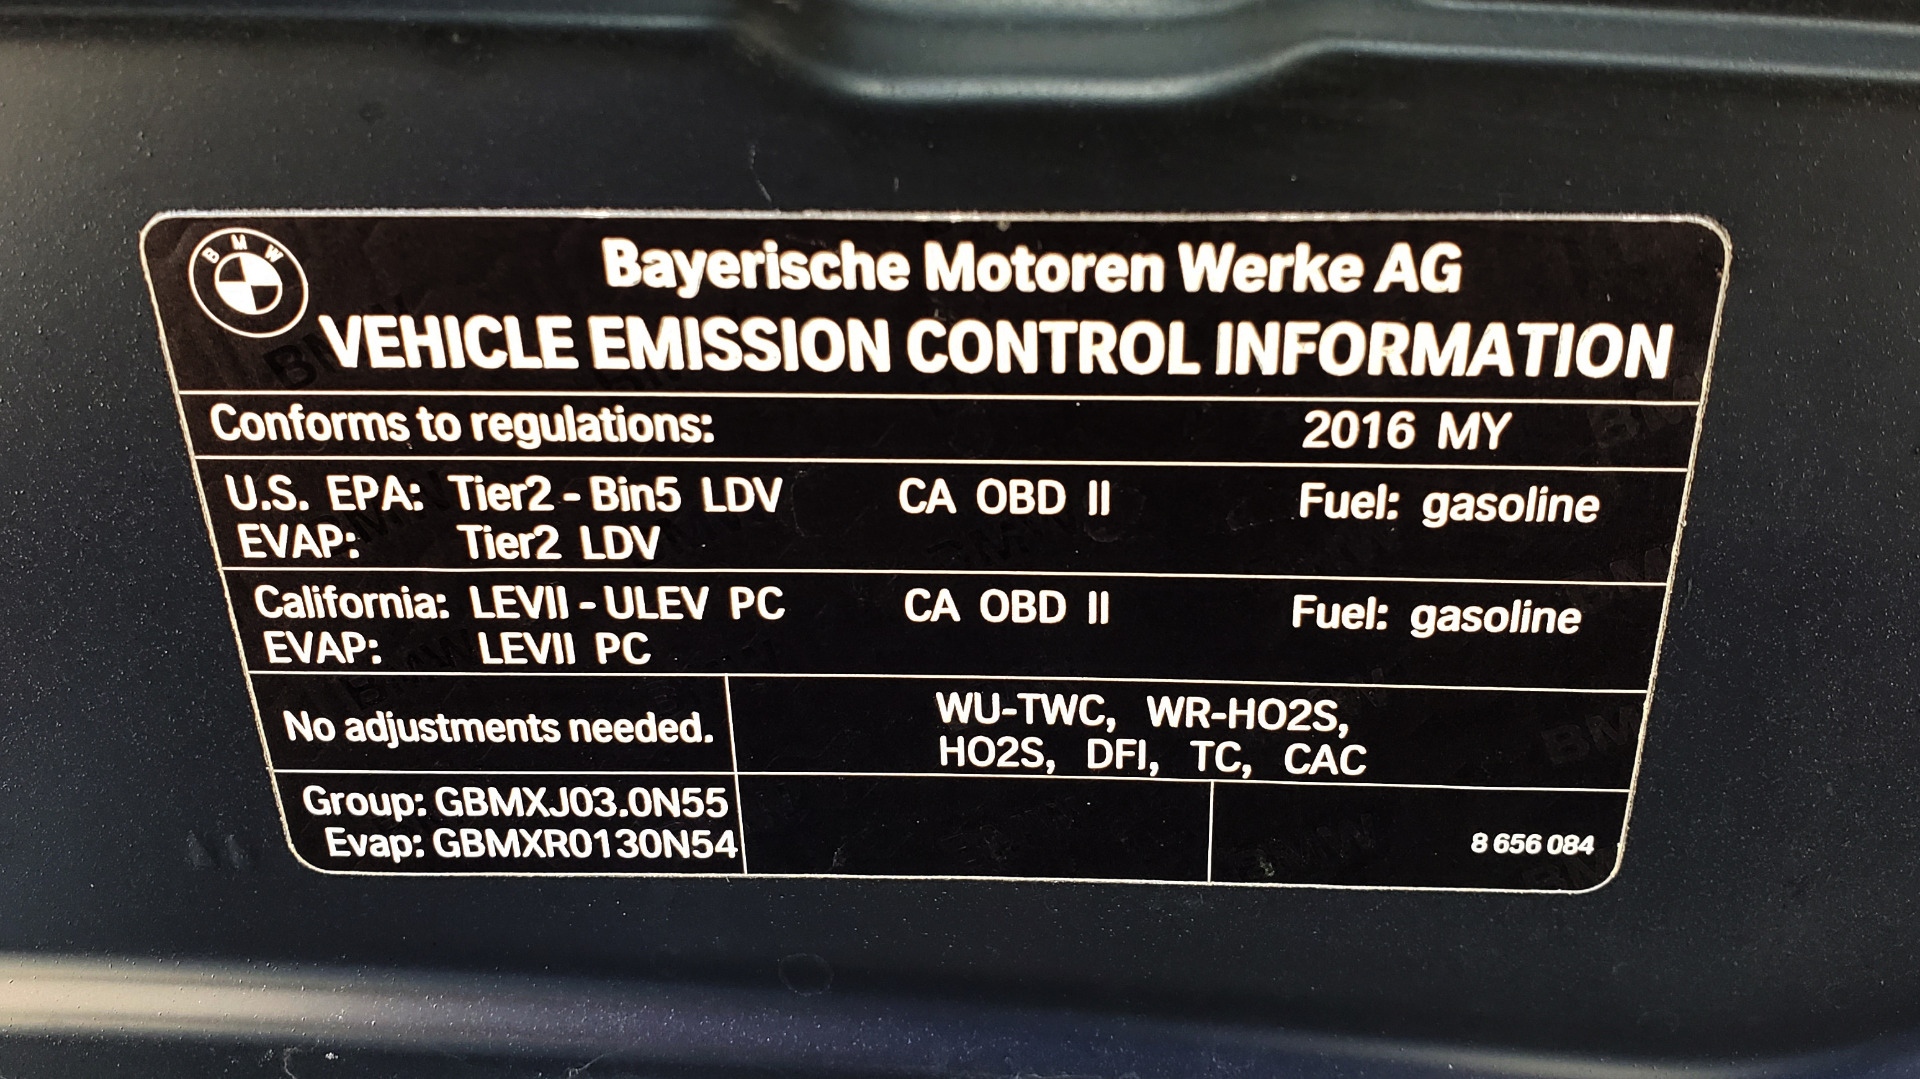 BMW
Bayerische Motoren Werke AG
VEHICLE EMISSION CONTROL INFORMATION
Conforms to regulations: 2016 MY
U.S. EPA: Tier2 - Bin5 LDV CA OBD II Fuel: gasoline
EVAP: Tier2 LDV
California: LEVII - ULEV PC CA OBD II Fuel: gasoline
EVAP: LEVII PC
No adjustments needed.
WU-TWC, WR-HO2S,
HO2S, DFI, TC, CAC
Group: GBMXJ03.0N55
Evap: GBMXR0130N54
8 656 084